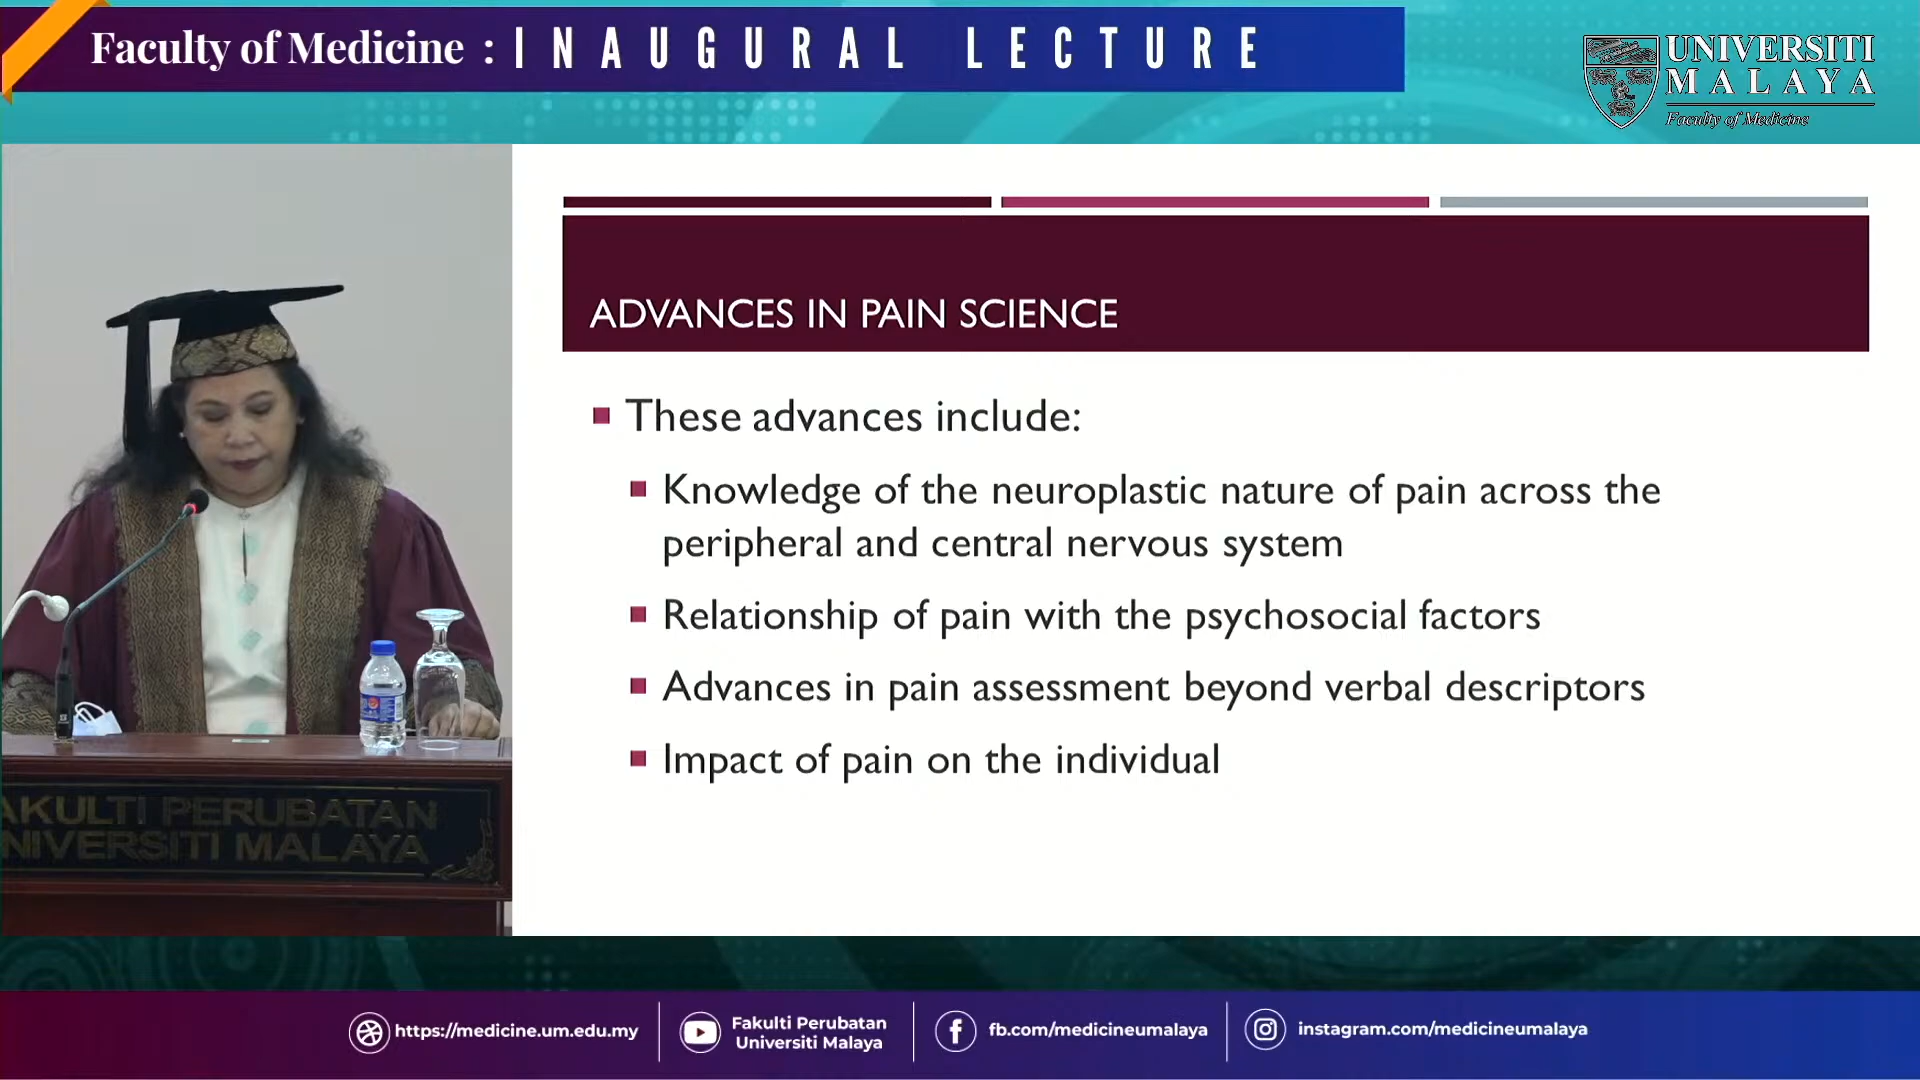 Faculty of Medicine : INAUGURAL LECTURE
UNIVERSITI
MALAYA
Faculty of Medicine
ADVANCES IN PAIN SCIENCE
These advances include:
Knowledge of the neuroplastic nature of pain across the
peripheral and central nervous system
Relationship of pain with the psychosocial factors
Advances in pain assessment beyond verbal descriptors
Impact of pain on the individual
AKULTI PERUBATAN
NIVERSITI MALAYA
https://medicine.um.edu.my
Fakulti Perubatan
Universiti Malaya
fb.com/medicineumalaya
instagram.com/medicineumalaya